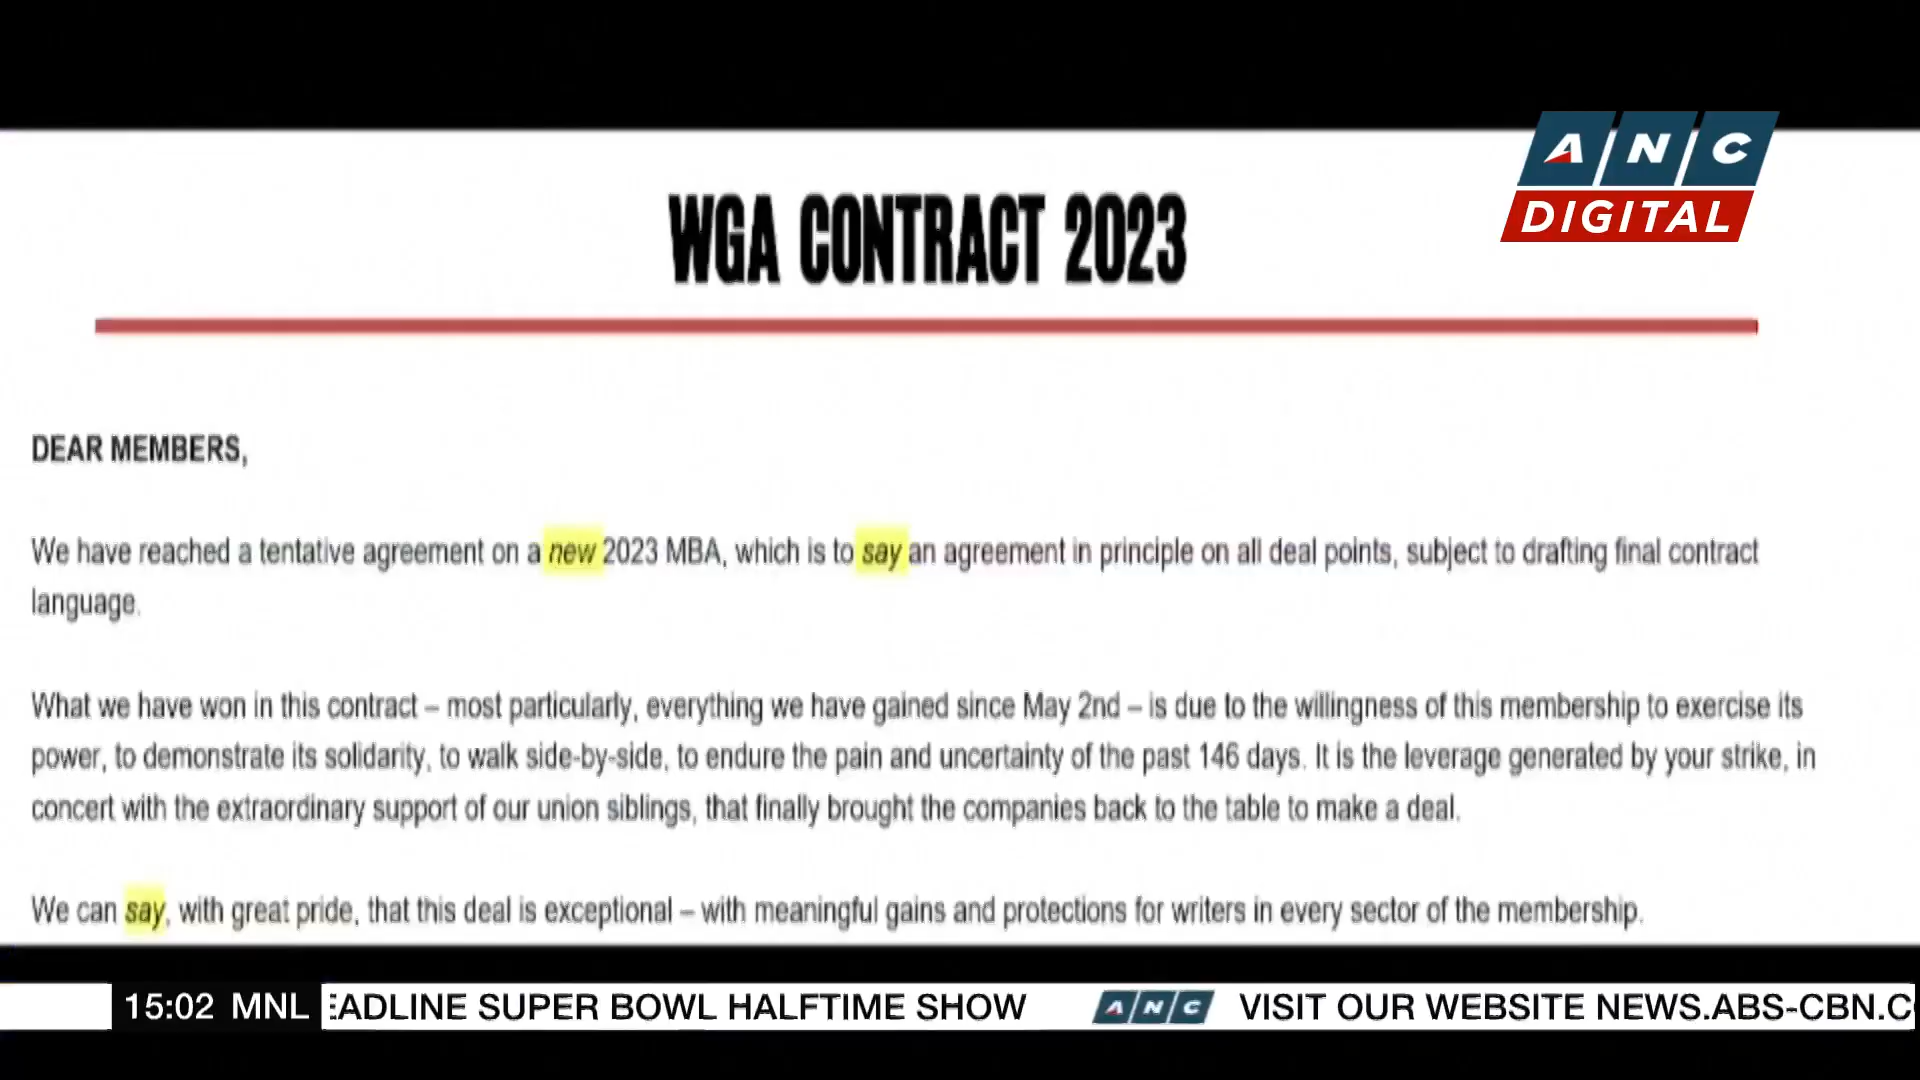 ANC
DIGITAL
WGA CONTRACT 2023
DEAR MEMBERS,
We have reached a tentative agreement on a new 2023 MBA, which is to say an agreement in principle on all deal points, subject to drafting final contract
language.
What we have won in this contract – most particularly, everything we have gained since May 2nd – is due to the willingness of this membership to exercise its
power, to demonstrate its solidarity, to walk side-by-side, to endure the pain and uncertainty of the past 146 days. It is the leverage generated by your strike, in
concert with the extraordinary support of our union siblings, that finally brought the companies back to the table to make a deal.
We can say, with great pride, that this deal is exceptional – with meaningful gains and protections for writers in every sector of the membership.
15:02 MNL EADLINE SUPER BOWL HALFTIME SHOW ANC VISIT OUR WEBSITE NEWS.ABS-CBN.C